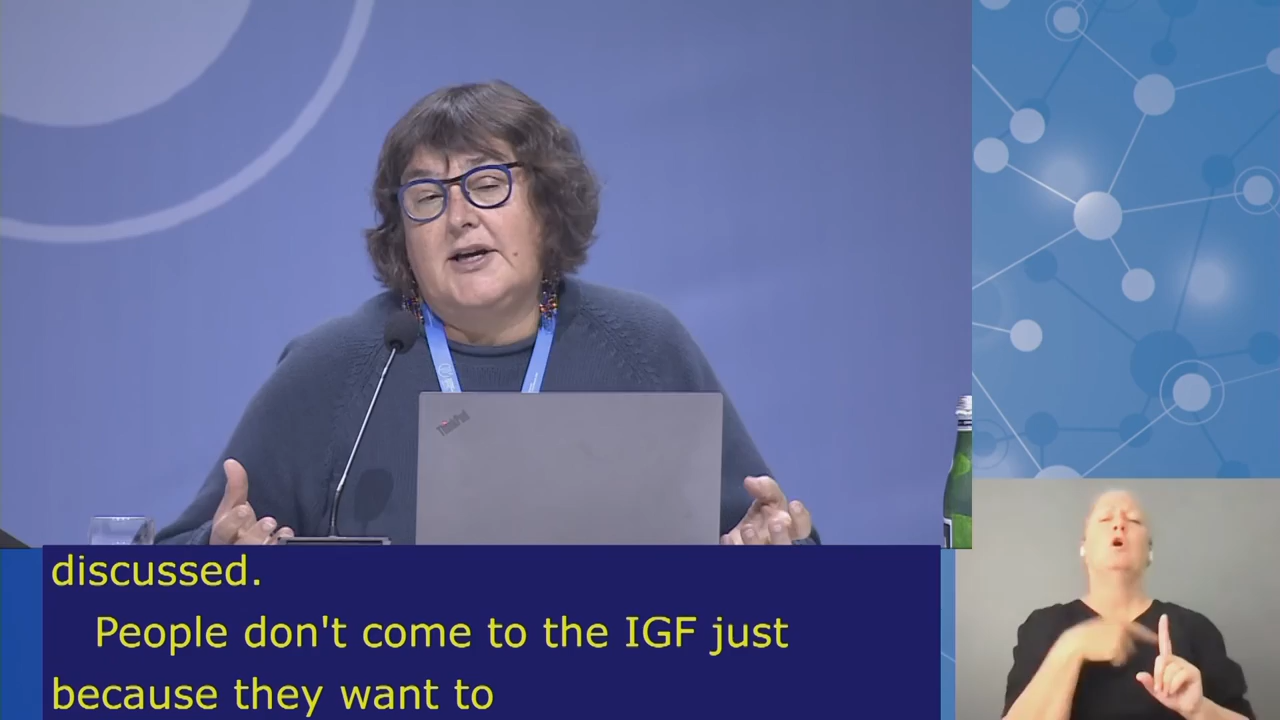 ThinkPad
discussed.
People don't come to the IGF just
because they want to